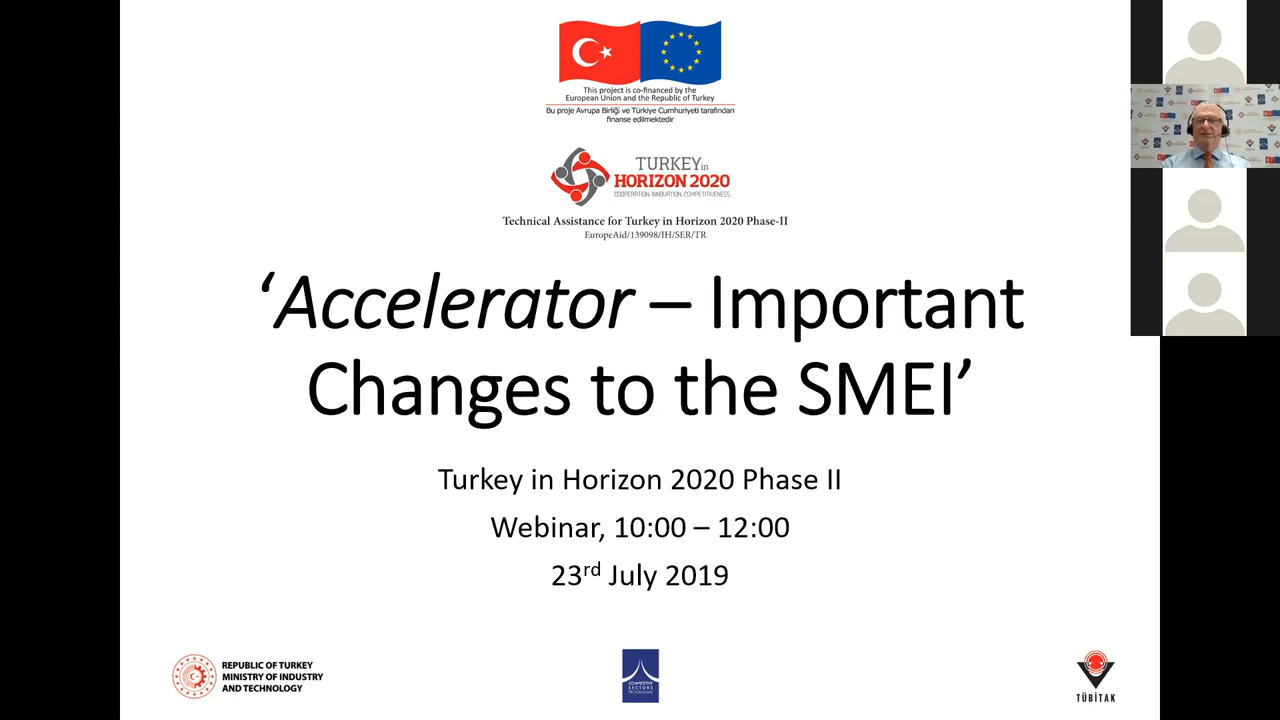 This project is co-financed by the
European Union and the Republic of Turkey
Bu proje Avrupa Birliği ve Türkiye Cumhuriyeti tarafından
finanse edilmektedir
TURKEY in
HORIZON 2020
COOPERATION. INNOVATION. COMPETITIVENESS
Technical Assistance for Turkey in Horizon 2020 Phase-II
EuropeAid/139098/IH/SER/TR
‘Accelerator – Important
Changes to the SMEI’
Turkey in Horizon 2020 Phase II
Webinar, 10:00 – 12:00
23rd July 2019
REPUBLIC OF TURKEY
MINISTRY OF INDUSTRY
AND TECHNOLOGY
COMPETITIVE
SECTORS
PROGRAMME
TÜBİTAK